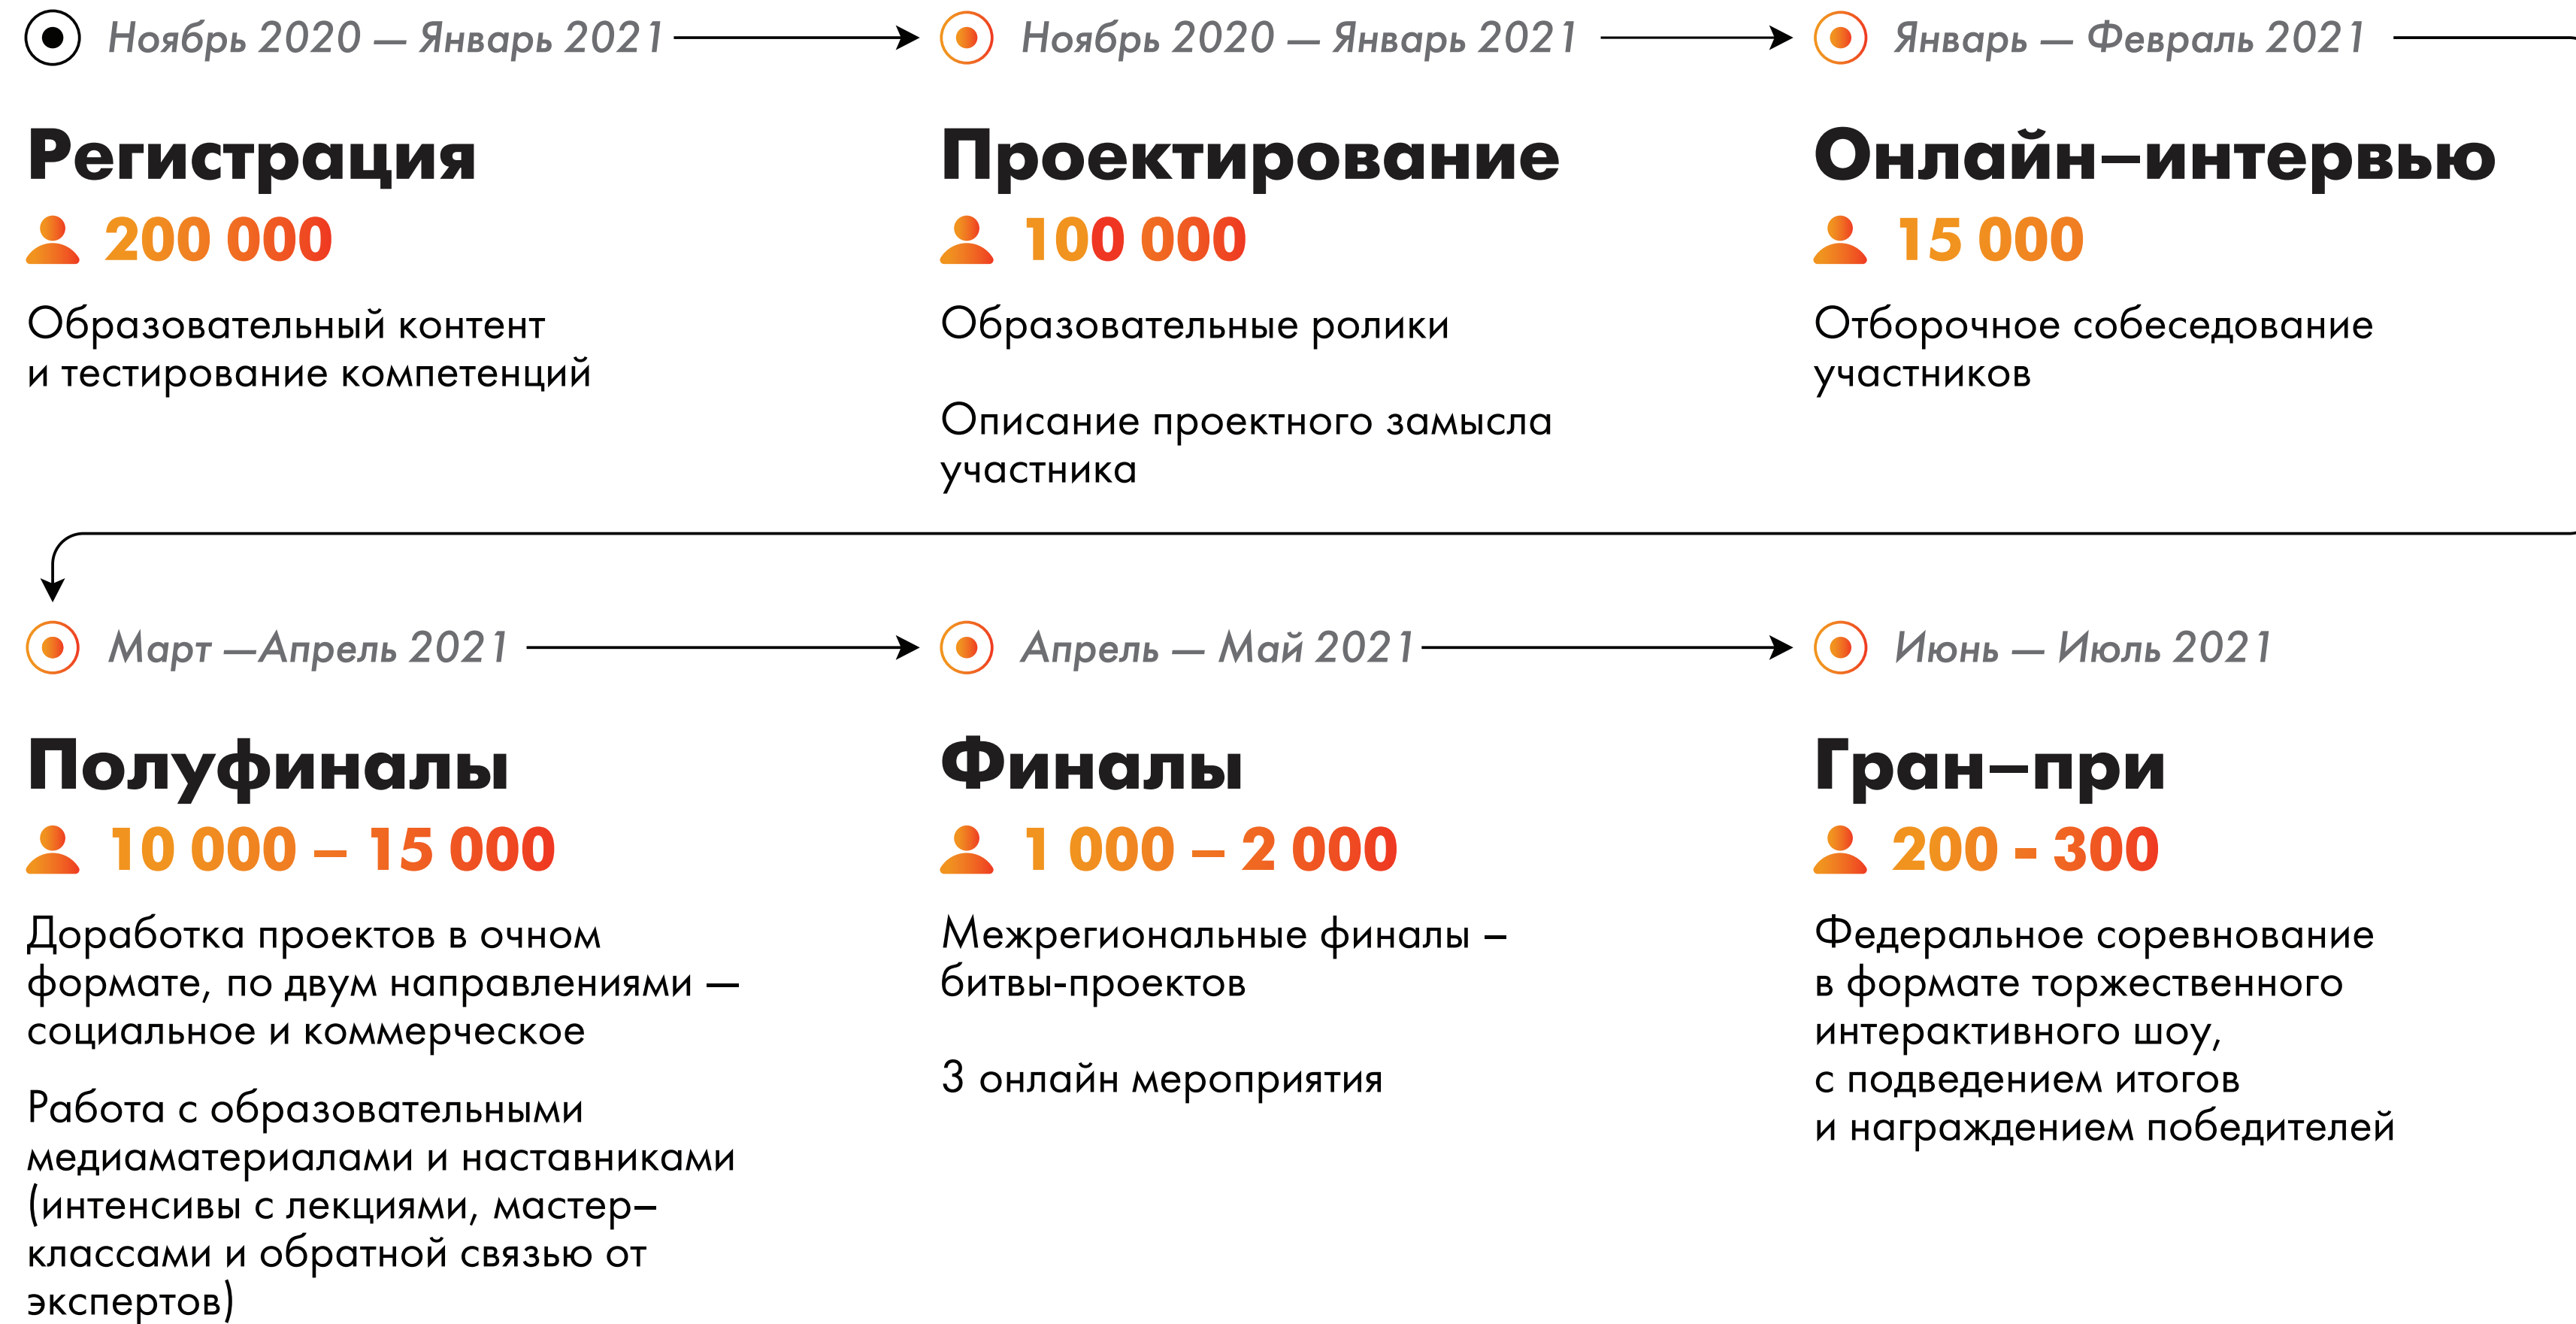 Ноябрь 2020 — Январь 2021
Регистрация
200 000
Образовательный контент
и тестирование компетенций
Ноябрь 2020 — Январь 2021
Проектирование
100 000
Образовательные ролики
Описание проектного замысла
участника
Январь — Февраль 2021
Онлайн–интервью
15 000
Отборочное собеседование
участников
Март —Апрель 2021
Полуфиналы
10 000 – 15 000
Доработка проектов в очном
формате, по двум направлениями —
социальное и коммерческое
Работа с образовательными
медиаматериалами и наставниками
(интенсивы с лекциями, мастер–
классами и обратной связью от
экспертов)
Апрель — Май 2021
Финалы
1 000 – 2 000
Межрегиональные финалы –
битвы-проектов
3 онлайн мероприятия
Июнь — Июль 2021
Гран–при
200 - 300
Федеральное соревнование
в формате торжественного
интерактивного шоу,
с подведением итогов
и награждением победителей